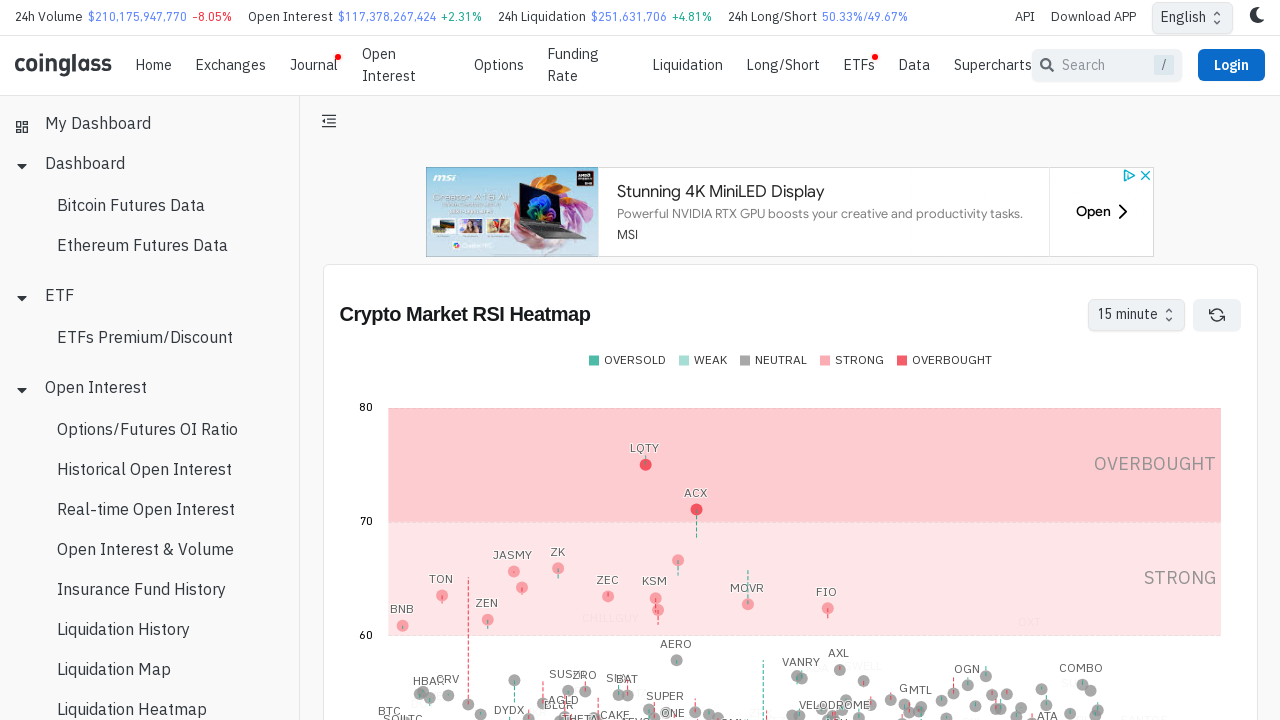 24h Volume $210,175,947,770 -8.05% Open Interest $117,378,267,424 +2.31% 24h Liquidation $251,631,706 +4.81% 24h Long/Short 50.33%/49.67% API Download APP English
coinglass Home Exchanges Journal Open Interest Options Funding Rate Liquidation Long/Short ETFs Data Supercharts Search / Login
My Dashboard
Dashboard
Bitcoin Futures Data
Ethereum Futures Data
ETF
ETFs Premium/Discount
Open Interest
Options/Futures OI Ratio
Historical Open Interest
Real-time Open Interest
Open Interest & Volume
Insurance Fund History
Liquidation History
Liquidation Map
Liquidation Heatmap
msi
Stunning 4K MiniLED Display
Powerful NVIDIA RTX GPU boosts your creative and productivity tasks.
MSI
Open
Crypto Market RSI Heatmap
15 minute
OVERSOLD WEAK NEUTRAL STRONG OVERBOUGHT
80
LQTY
OVERBOUGHT
ACX
70
JASMY ZK
TON ZEC KSM MOVR STRONG
BNB ZEN FIO
CHILLGUY
60
AERO
VANRY AXL
OGN COMBO
CRV SUSHI ZRO BAT
SUPER MTL
BTC DYDX VELODROME
CAKE ATA